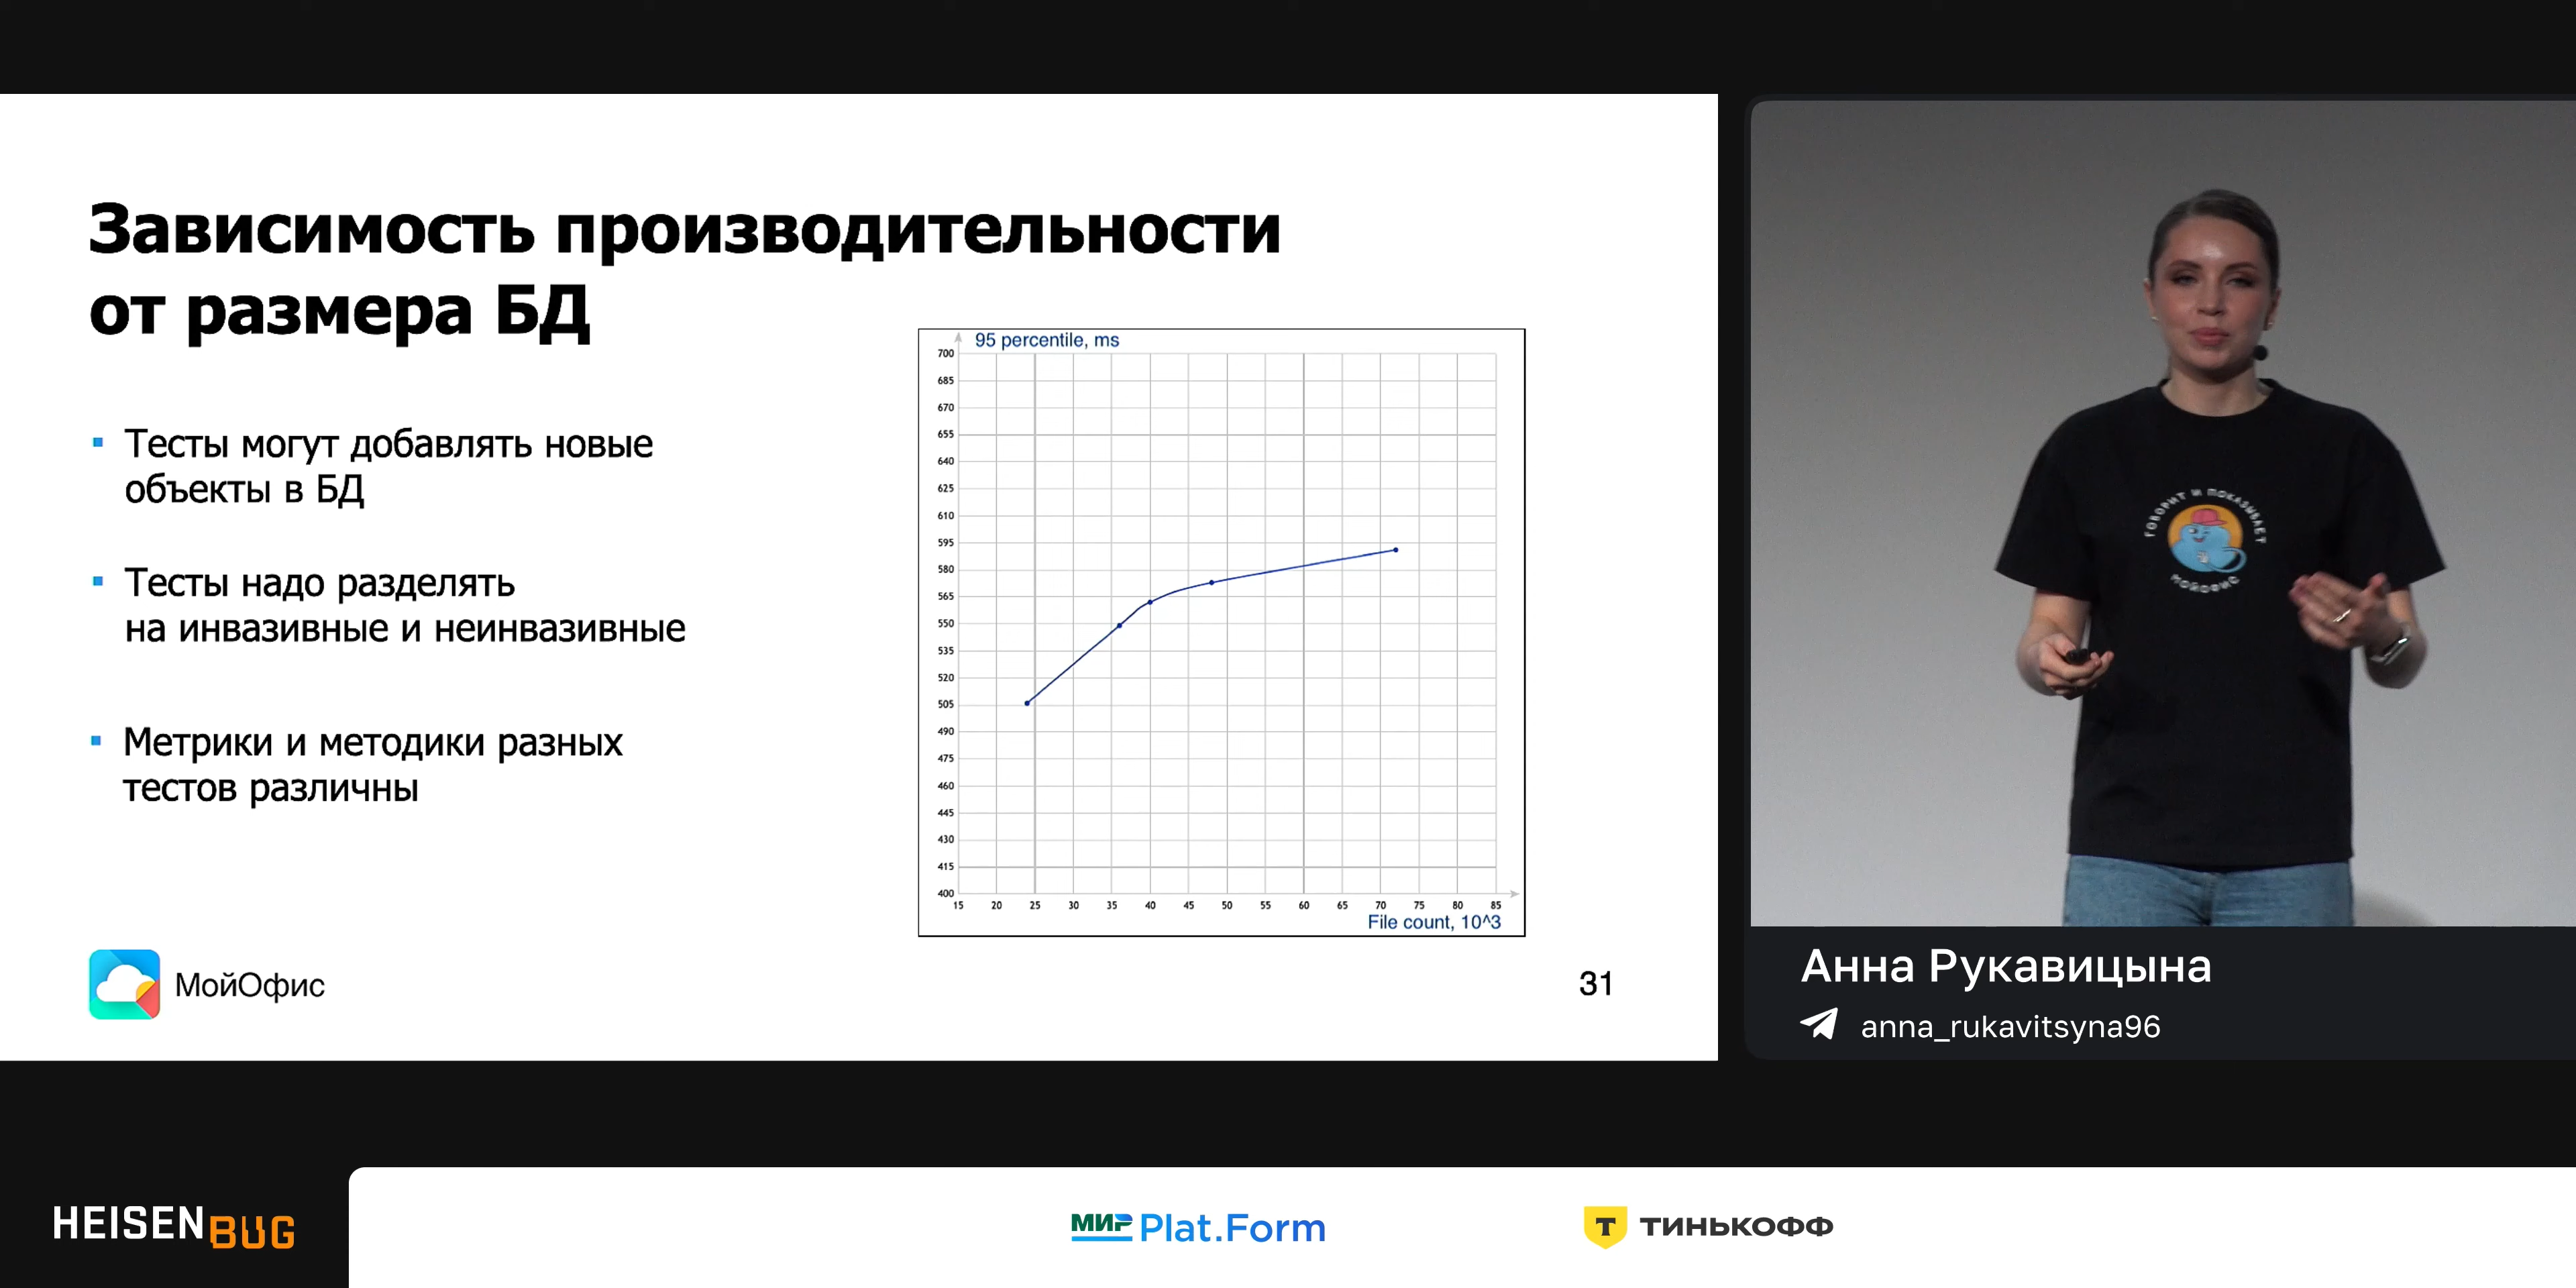 Зависимость производительности
от размера БД
Тесты могут добавлять новые
объекты в БД
Тесты надо разделять
на инвазивные и неинвазивные
Метрики и методики разных
тестов различны
95 percentile, ms
700
685
670
655
640
625
610
595
580
565
550
535
520
505
490
475
460
445
430
415
400
15 20 25 30 35 40 45 50 55 60 65 70 75 80 85
File count, 10^3
МойОфис
31
ГОВОРИТ И ПОКАЗЫВАЕТ
МОЙОФИС
Анна Рукавицына
anna_rukavitsyna96
HEISENBUG
МИР Plat.Form
Т ТИНЬКОФФ